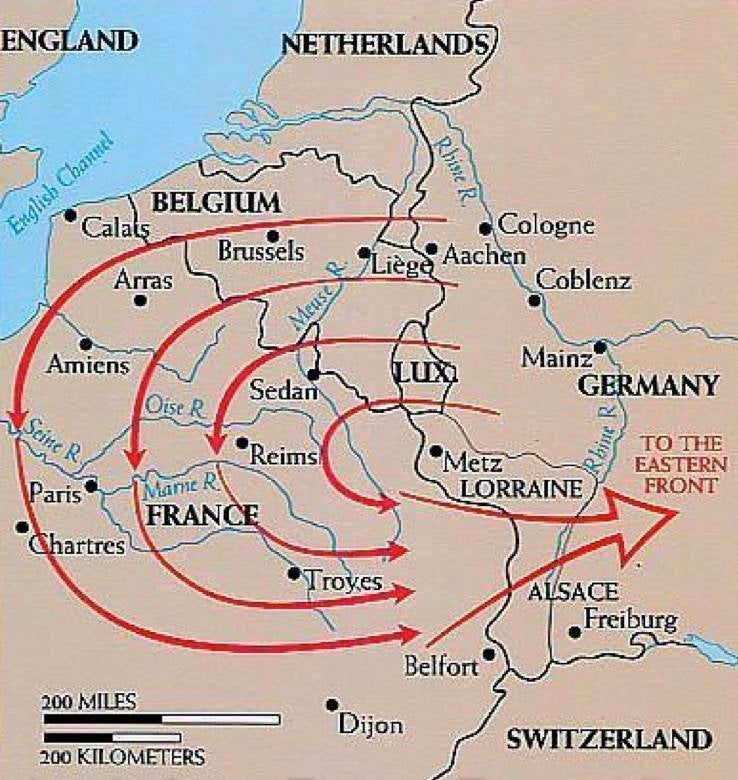 ENGLAND
NETHERLANDS
English Channel
Rhine R.
BELGIUM
Calais
Brussels
Cologne
Liège
Aachen
Arras
Meuse R.
Coblenz
Amiens
Mainz
Sedan
LUX.
GERMANY
Oise R.
Seine R.
Reims
Metz
Rhine R.
TO THE
EASTERN
FRONT
Paris
Marne R.
LORRAINE
FRANCE
Chartres
Troyes
ALSACE
Freiburg
Belfort
200 MILES
Dijon
200 KILOMETERS
SWITZERLAND